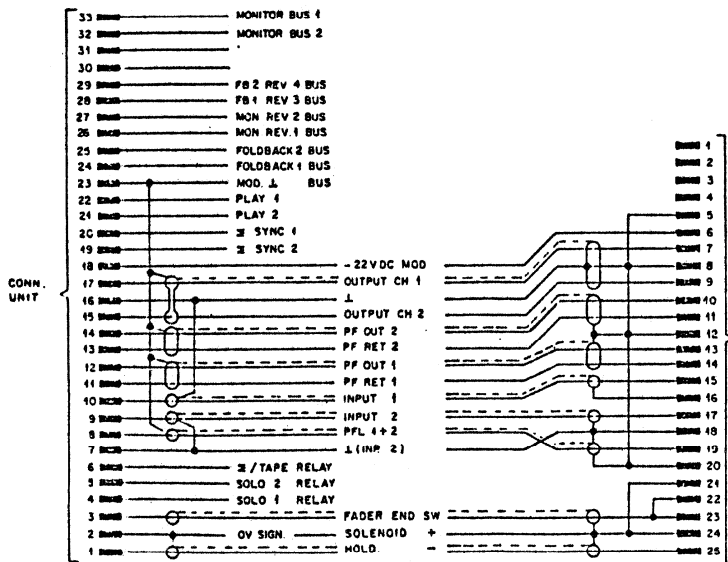 33 MONITOR BUS 1
32 MONITOR BUS 2
31
30
29 FB 2 REV 4 BUS
28 FB 1 REV 3 BUS
27 MON REV 2 BUS
26 MON REV. 1 BUS
25 FOLDBACK 2 BUS
24 FOLDBACK 1 BUS
23 MOD. ⊥ BUS
22 PLAY 1
21 PLAY 2
20 SYNC 1
19 SYNC 2
18 - 22 VDC MOD
17 OUTPUT CH 1
16 ⊥
15 OUTPUT CH 2
14 PF OUT 2
13 PF RET 2
12 PF OUT 1
11 PF RET 1
10 INPUT 1
9 INPUT 2
8 PFL 1+2
7 ⊥ (INP. 2)
6 /TAPE RELAY
5 SOLO 2 RELAY
4 SOLO 1 RELAY
3 FADER END SW
2 0V SIGN. SOLENOID +
1 HOLD. -
CONN.
UNIT
1
2
3
4
5
6
7
8
9
10
11
12
13
14
15
16
17
18
19
20
21
22
23
24
25